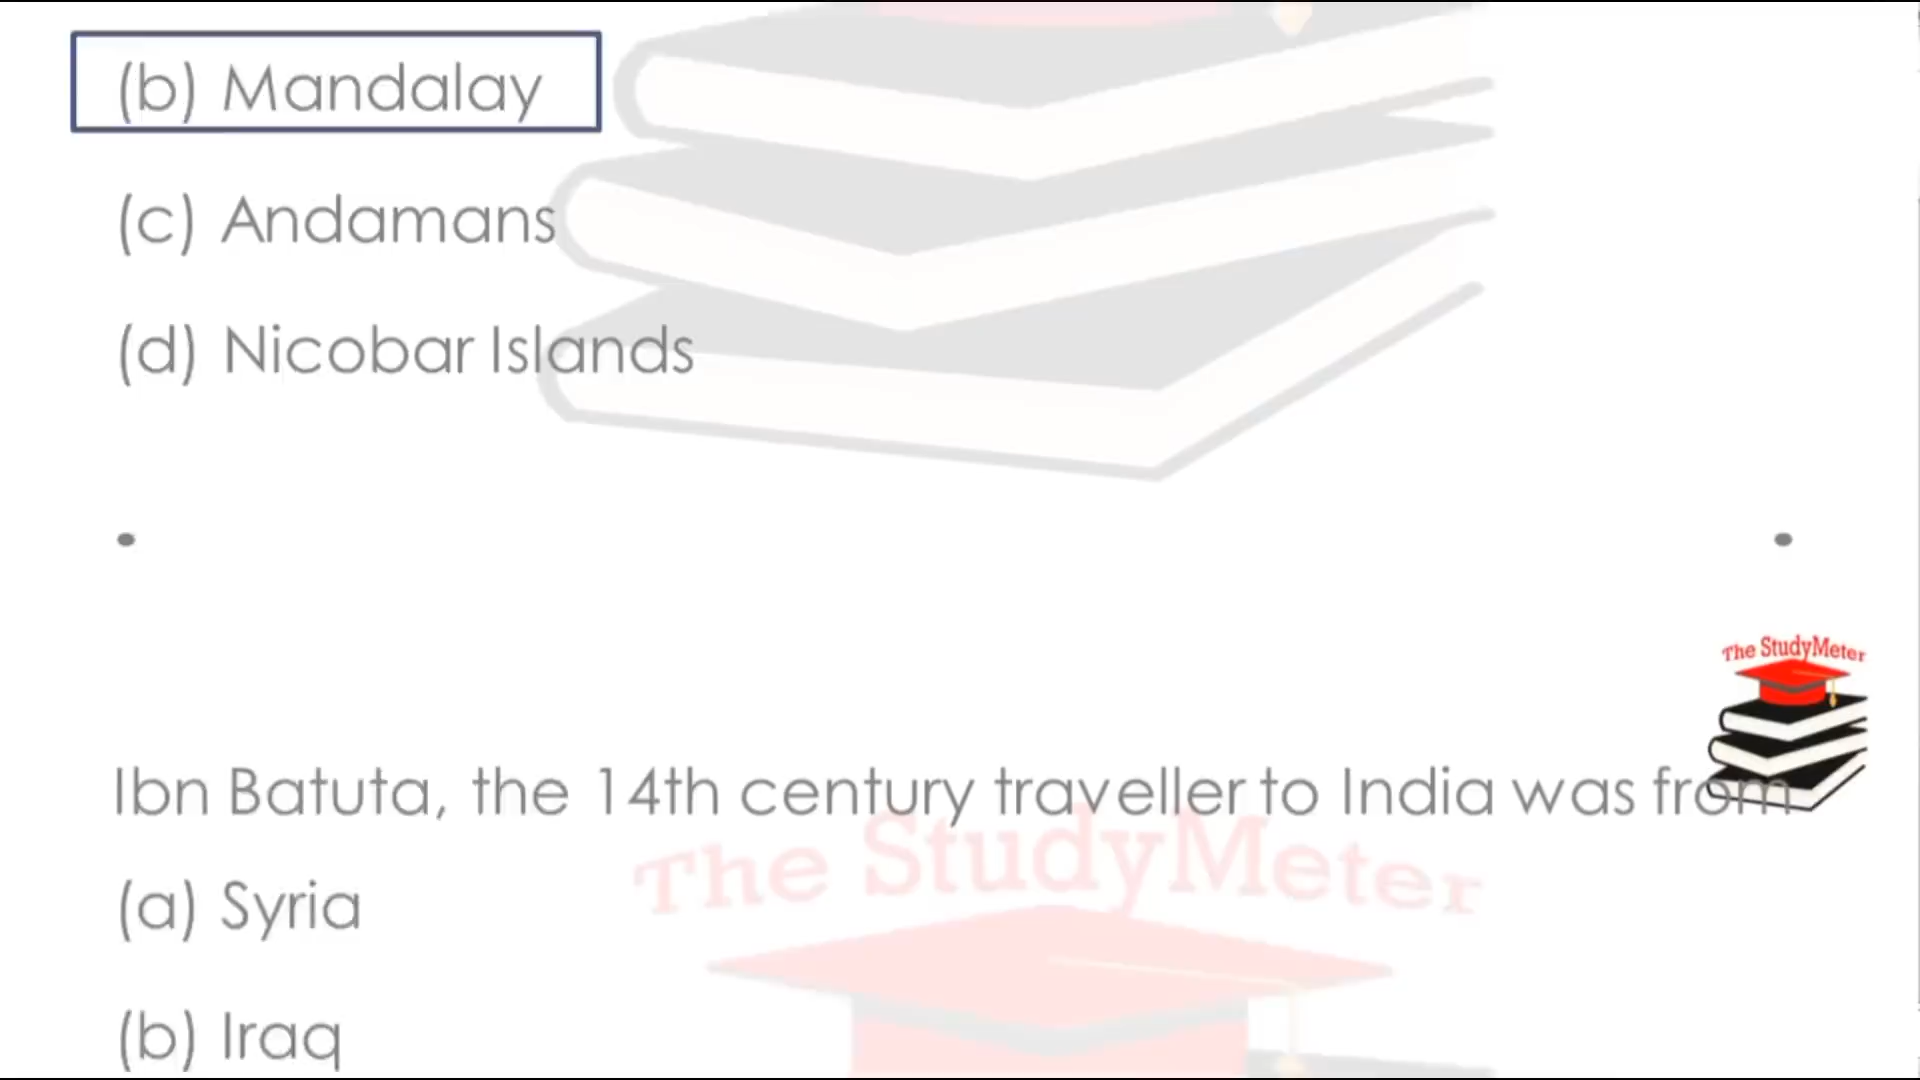 (b) Mandalay
(c) Andamans
(d) Nicobar Islands
The StudyMeter
Ibn Batuta, the 14th century traveller to India was from
The StudyMeter
(a) Syria
(b) Iraq